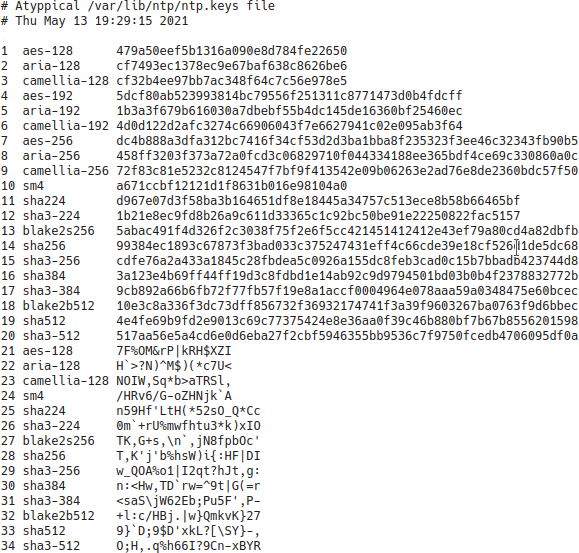 # Atypical /var/lib/ntp/ntp.keys file
# Thu May 13 19:29:15 2021
1 aes-128 479a50eef5b1316a090e8d784fe22650
2 aria-128 cf7493ec1378ec9e67baf638c8626be6
3 camellia-128 cf32b4ee97bb7ac348f64c7c56e978e5
4 aes-192 5dcf80ab523993814bc79556f251311c8771473d0b4fdcff
5 aria-192 1b3a3f679b616030a7dbebf55b4dc145de16360bf25460ec
6 camellia-192 4d0d122d2afc3274c66906043f7e6627941c02e095ab3f64
7 aes-256 dc4b888a3dfa312bc7416f34cf53d2d3ba1bba8f235323f3ee46c32343fb90b5
8 aria-256 458ff3203f373a72a0fcd3c06829710f044334188ee365bdf4ce69c330860a0c
9 camellia-256 72f83c81e5232c8124547f7bf9f413542e09b06263e2ad76e8de2360bdc57f50
10 sm4 a671ccbf12121d1f8631b016e98104a0
11 sha224 d967e07d3f58ba3b164651df8e18445a34757c513ece8b58b66465bf
12 sha3-224 1b21e8ec9fd8b26a9c611d33365c1c92bc50be91e22250822fac5157
13 blake2s256 5abac491f4d326f2c3038f75f2e6f5cc421451412412e43ef79a80cd4a82dbfb
14 sha256 99384ec1893c67873f3bad033c375247431eff4c66cde39e18cf526j1de5dc68
15 sha3-256 cdfe76a2a433a1845c28fbdea5c0926a155dc8feb3cad0c15b7bbadb423744d8
16 sha384 3a123e4b69ff44ff19d3c8fdbd1e14ab92c9d9794501bd03b0b4f2378832772b
17 sha3-384 9cb892a66b6fb72f77fb57f19e8a1accf0004964e078aaa59a0348475e60bcec
18 blake2b512 10e3c8a336f3dc73dff856732f36932174741f3a39f9603267ba0763f9d6bbec
19 sha512 4e4fe69b9fd2e9013c69c77375424e8e36aa0f39c46b880bf7b67b8556201598
20 sha3-512 517aa56e5a4cd6e0d6eba27f2cbf5946355bb9536c7f9750fcedb4706095df0a
21 aes-128 7F%OM&rP|kRH$XZI
22 aria-128 H`>?N)^M$)(*c7U<
23 camellia-128 NOIW,Sq*b>aTRSl,
24 sm4 /HRv6/G-oZHNjk`A
25 sha224 n59Hf'LtH(*52sO_Q*Cc
26 sha3-224 0m`+rU%mwfhtu3*k)xIO
27 blake2s256 TK,G+s,\n`,jN8fpbOc'
28 sha256 T,K'j'b%hsW)i{:HF|DI
29 sha3-256 w_QOA%o1|I2qt?hJt,g:
30 sha384 n:<Hw,TD`rw=^9t|G(=r
31 sha3-384 <saS\jW62Eb;Pu5F',P-
32 blake2b512 +l:c/HBj.|w}QmkvK}27
33 sha512 9}`D;9$D'xkL?[\SY}-,
34 sha3-512 O;H,.q%h66I?9Cn-xBYR